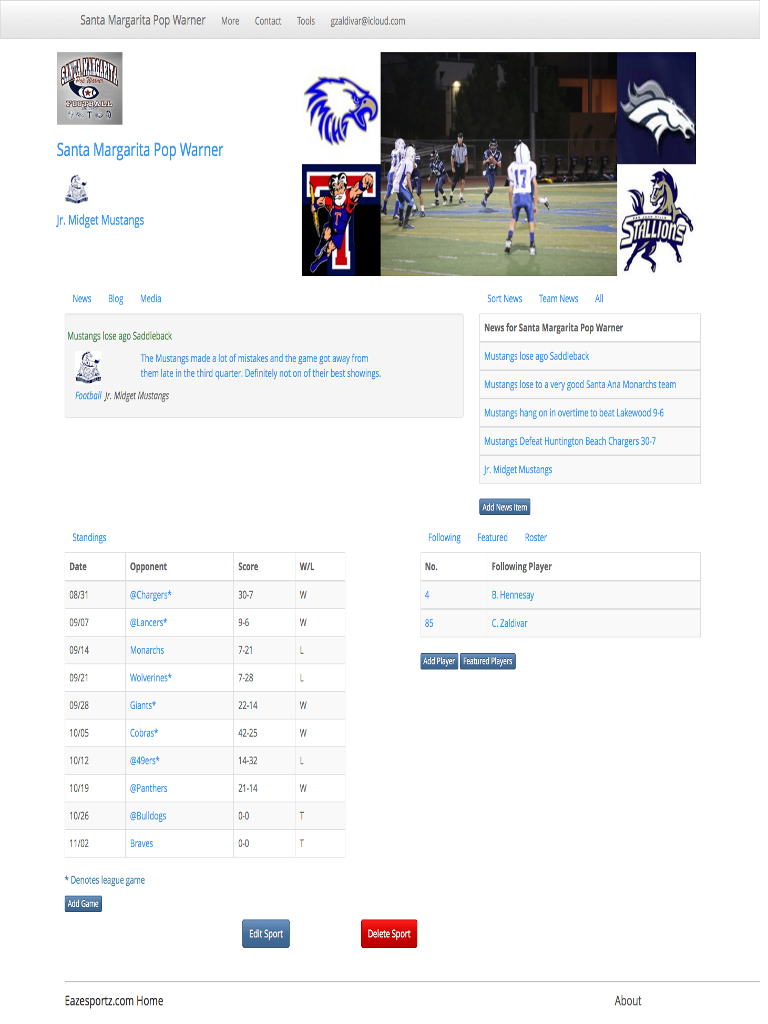 Santa Margarita Pop Warner More Contact Tools gzaldivar@icloud.com
SANTA MARGARITA
Pop Warner
FOOTBALL
Santa Margarita Pop Warner
Jr. Midget Mustangs
17
T
STALLIONS
News Blog Media
Mustangs lose ago Saddleback
The Mustangs made a lot of mistakes and the game got away from
them late in the third quarter. Definitely not on of their best showings.
Football Jr. Midget Mustangs
Sort News Team News All
News for Santa Margarita Pop Warner
Mustangs lose ago Saddleback
Mustangs lose to a very good Santa Ana Monarchs team
Mustangs hang on in overtime to beat Lakewood 9-6
Mustangs Defeat Huntington Beach Chargers 30-7
Jr. Midget Mustangs
Add News Item
Standings
Date Opponent Score W/L
08/31 @Chargers* 30-7 W
09/07 @Lancers* 9-6 W
09/14 Monarchs 7-21 L
09/21 Wolverines* 7-28 L
09/28 Giants* 22-14 W
10/05 Cobras* 42-25 W
10/12 @49ers* 14-32 L
10/19 @Panthers 21-14 W
10/26 @Bulldogs 0-0 T
11/02 Braves 0-0 T
* Denotes league game
Add Game
Following Featured Roster
No. Following Player
4 B. Hennesay
85 C. Zaldivar
Add Player Featured Players
Edit Sport Delete Sport
Eazesportz.com Home About